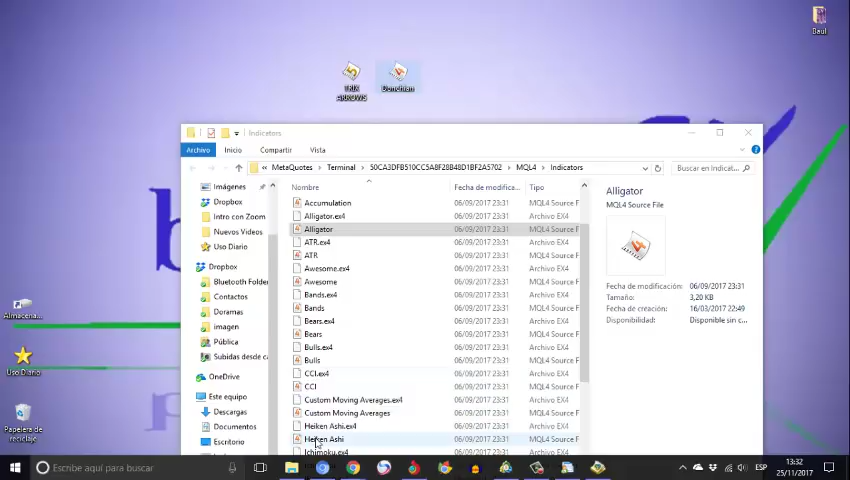 Baul
TRIX
ARROWS
Donchian
Indicators
Archivo
Inicio
Compartir
Vista
« MetaQuotes > Terminal > 50CA3DFB510CC5A8F28B48D1BF2A5702 > MQL4 > Indicators
Buscar en Indicat...
Imágenes
Dropbox
Intro con Zoom
Nuevos Videos
Uso Diario
Dropbox
Bluetooth Folder
Contactos
Doramas
imagen
Pública
Subidas desde c
OneDrive
Este equipo
Descargas
Documentos
Escritorio
Nombre Fecha de modifica... Tipo
Accumulation 06/09/2017 23:31 MQL4 Source F
Alligator.ex4 06/09/2017 23:31 Archivo EX4
Alligator 06/09/2017 23:31 MQL4 Source F
ATR.ex4 06/09/2017 23:31 Archivo EX4
ATR 06/09/2017 23:31 MQL4 Source F
Awesome.ex4 06/09/2017 23:31 Archivo EX4
Awesome 06/09/2017 23:31 MQL4 Source F
Bands.ex4 06/09/2017 23:31 Archivo EX4
Bands 06/09/2017 23:31 MQL4 Source F
Bears.ex4 06/09/2017 23:31 Archivo EX4
Bears 06/09/2017 23:31 MQL4 Source F
Bulls.ex4 06/09/2017 23:31 Archivo EX4
Bulls 06/09/2017 23:31 MQL4 Source F
CCI.ex4 06/09/2017 23:31 Archivo EX4
CCI 06/09/2017 23:31 MQL4 Source F
Custom Moving Averages.ex4 06/09/2017 23:31 Archivo EX4
Custom Moving Averages 06/09/2017 23:31 MQL4 Source F
Heiken Ashi.ex4 06/09/2017 23:31 Archivo EX4
Heiken Ashi 06/09/2017 23:31 MQL4 Source F
Ichimoku.ex4 06/09/2017 23:31 Archivo EX4
Alligator
MQL4 Source File
Fecha de modificación: 06/09/2017 23:31
Tamaño: 3,20 KB
Fecha de creación: 16/03/2017 22:49
Disponibilidad: Disponible sin c...
Almacena...
Uso Diario
Papelera de
reciclaje
Escribe aquí para buscar
ESP
13:32
25/11/2017